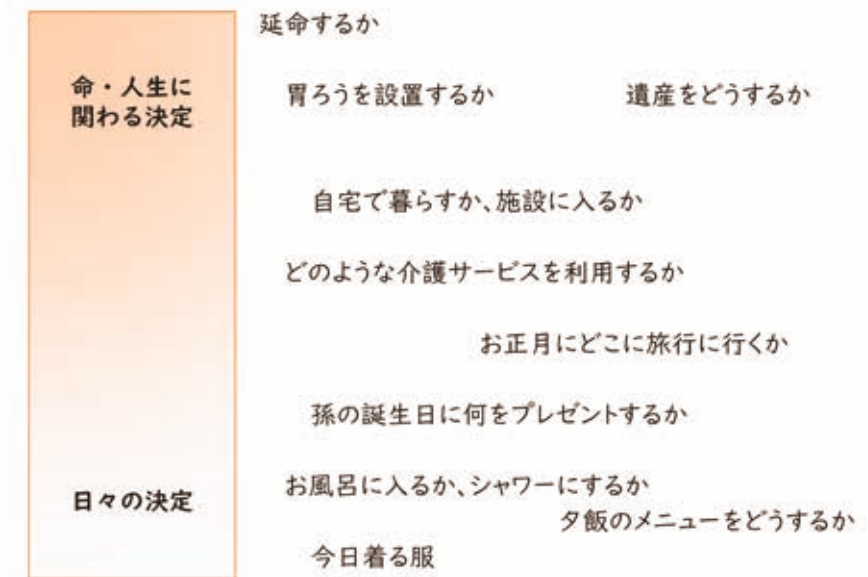 延命するか
命・人生に
関わる決定
胃ろうを設置するか
遺産をどうするか
自宅で暮らすか、施設に入るか
どのような介護サービスを利用するか
お正月にどこに旅行に行くか
孫の誕生日に何をプレゼントするか
日々の決定
お風呂に入るか、シャワーにするか
夕飯のメニューをどうするか
今日着る服